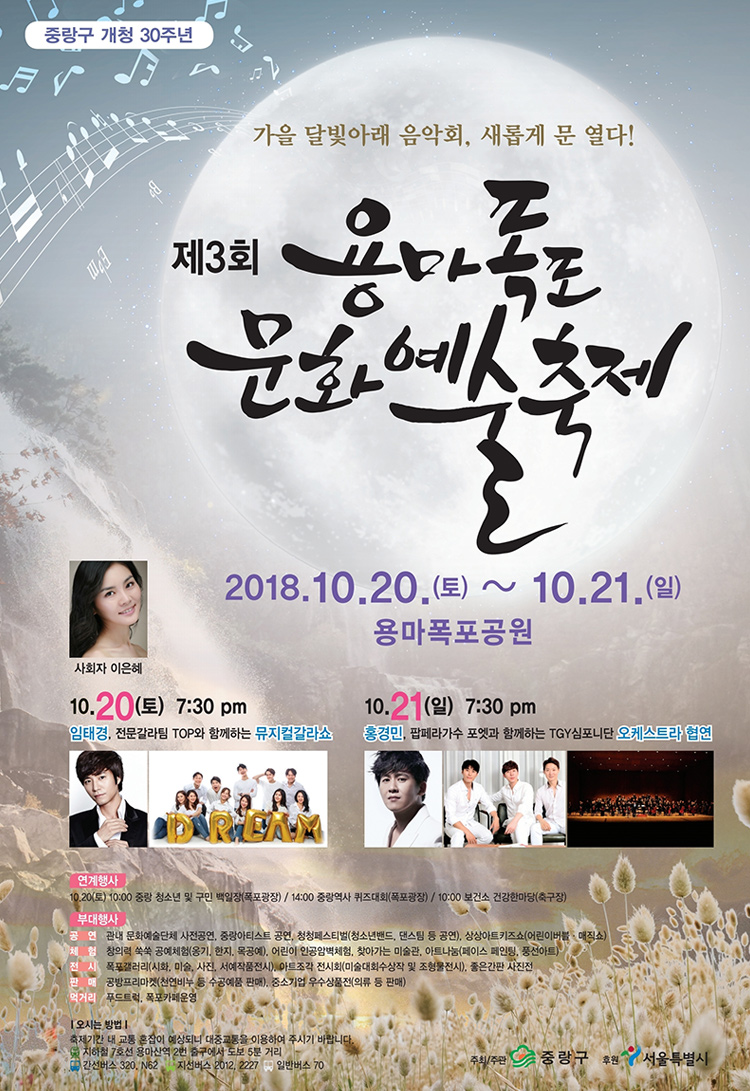 중랑구 개청 30주년
가을 달빛아래 음악회, 새롭게 문 열다!
제3회 용마폭포
문화예술축제
2018.10.20.(토) ~ 10.21.(일)
용마폭포공원
사회자 이은혜
10.20(토) 7:30 pm
임태경, 전문갈라팀 TOP와 함께하는 뮤지컬갈라쇼
DREAM
10.21(일) 7:30 pm
홍경민, 팝페라가수 포엣과 함께하는 TGY심포니단 오케스트라 협연
연계행사
10.20(토) 10:00 중랑 청소년 및 구민 백일장(폭포광장) / 14:00 중랑역사 퀴즈대회(폭포광장) / 10:00 보건소 건강한마당(축구장)
부대행사
공 연 관내 문화예술단체 사전공연, 중랑아티스트 공연, 청청페스티벌(청소년밴드, 댄스팀 등 공연), 상상아트키즈쇼(어린이버블·매직쇼)
체 험 창의력 쑥쑥 공예체험(옹기, 한지, 목공예), 어린이 인공암벽체험, 찾아가는 미술관, 아트나눔(페이스 페인팅, 풍선아트)
전 시 폭포갤러리(시화, 미술, 사진, 서예작품전시), 아트조각 전시회(미술대회수상작 및 조형물전시), 좋은간판 사진전
판 매 공방프리마켓(천연비누 등 수공예품 판매), 중소기업 우수상품전(의류 등 판매)
먹거리 푸드트럭, 폭포카페운영
| 오시는 방법 |
축제기간 내 교통 혼잡이 예상되니 대중교통을 이용하여 주시기 바랍니다.
지하철 7호선 용마산역 2번 출구에서 도보 5분 거리
간선버스 320, N62 지선버스 2012, 2227 일반버스 70
주최/주관 중랑구 후원 서울특별시